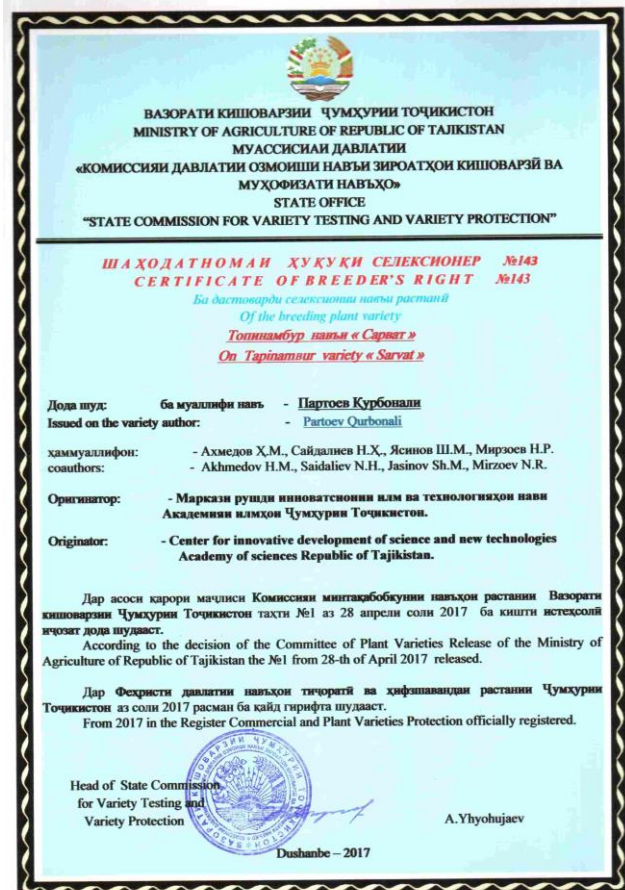 ВАЗОРАТИ КИШОВАРЗИИ ҶУМҲУРИИ ТОҶИКИСТОН
MINISTRY OF AGRICULTURE OF REPUBLIC OF TAJIKISTAN
МУАССИСИАИ ДАВЛАТИИ
«КОМИССИЯИ ДАВЛАТИИ ОЗМОИШИ НАВЪИ ЗИРОАТҲОИ КИШОВАРЗӢ ВА
МУҲОФИЗАТИ НАВЪҲО»
STATE OFFICE
“STATE COMMISSION FOR VARIETY TESTING AND VARIETY PROTECTION”
ШАҲОДАТНОМАИ ҲУҚУҚИ СЕЛЕКСИОНЕР №143
CERTIFICATE OF BREEDER'S RIGHT №143
Ба дастоварди селексионии навъи растанӣ
Of the breeding plant variety
Топинамбур навъи « Сарват »
On Tapinamвur variety « Sarvat »
Дода шуд: ба муаллифи навъ - Партоев Қурбонали
Issued on the variety author: - Partoev Qurbonali
ҳаммуаллифон: - Ахмедов Ҳ.М., Сайдалиев Н.Ҳ., Ясинов Ш.М., Мирзоев Н.Р.
coauthors: - Akhmedov H.M., Saidaliev N.H., Jasinov Sh.M., Mirzoev N.R.
Оригинатор: - Маркази рушди инноватсионии илм ва технологияҳои нави
Академияи илмҳои Ҷумҳурии Тоҷикистон.
Originator: - Center for innovative development of science and new technologies
Academy of sciences Republic of Tajikistan.
Дар асоси қарори маҷлиси Комиссияи минтақабобкунии навъҳои растании Вазорати
кишоварзии Ҷумҳурии Тоҷикистон таҳти №1 аз 28 апрели соли 2017 ба кишти истеҳсолӣ
иҷозат дода шудааст.
According to the decision of the Committee of Plant Varieties Release of the Ministry of
Agriculture of Republic of Tajikistan the №1 from 28-th of April 2017 released.
Дар Феҳристи давлатии навъҳои тиҷоратӣ ва ҳифзшавандаи растании Ҷумҳурии
Тоҷикистон аз соли 2017 расман ба қайд гирифта шудааст.
From 2017 in the Register Commercial and Plant Varieties Protection officially registered.
Head of State Commission
for Variety Testing and
Variety Protection A.Yhyohujaev
Dushanbe – 2017